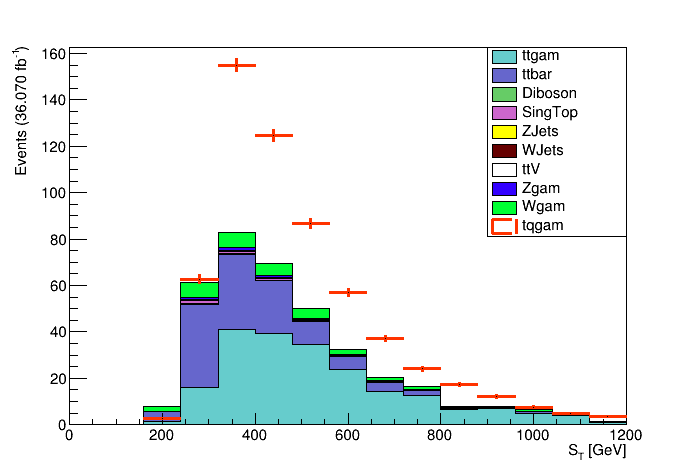 Events (36.070 fb⁻¹)
160
140
120
100
80
60
40
20
0
0 200 400 600 800 1000 1200
S_T [GeV]
ttgam
ttbar
Diboson
SingTop
ZJets
WJets
ttV
Zgam
Wgam
tqgam